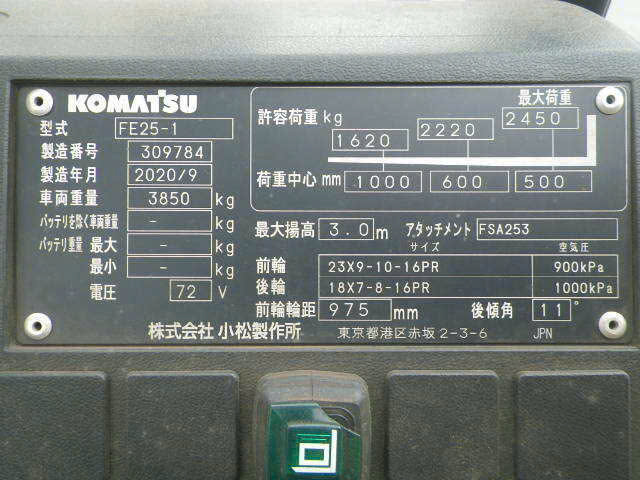 KOMATSU
型式 FE25-1
製造番号 309784
製造年月 2020/9
車両重量 3850 kg
バッテリを除く車両重量 - kg
バッテリ重量 最大 - kg
最小 - kg
電圧 72 V
最大荷重
許容荷重 kg 1620 2220 2450
荷重中心 mm 1000 600 500
最大揚高 3.0 m アタッチメント FSA253
サイズ 空気圧
前輪 23X9-10-16PR 900kPa
後輪 18X7-8-16PR 1000kPa
前輪輪距 975 mm 後傾角 11°
株式会社 小松製作所 東京都港区赤坂2-3-6 JPN